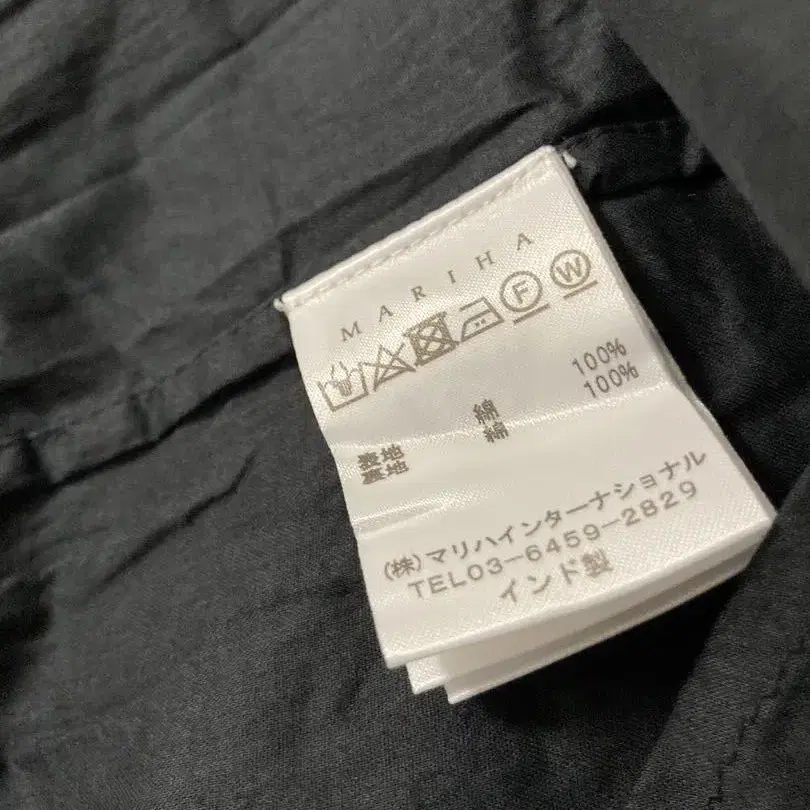 MARIHA
F W
表地 綿 100%
裏地 綿 100%
(株)マリハインターナショナル
TEL03-6459-2829
インド製